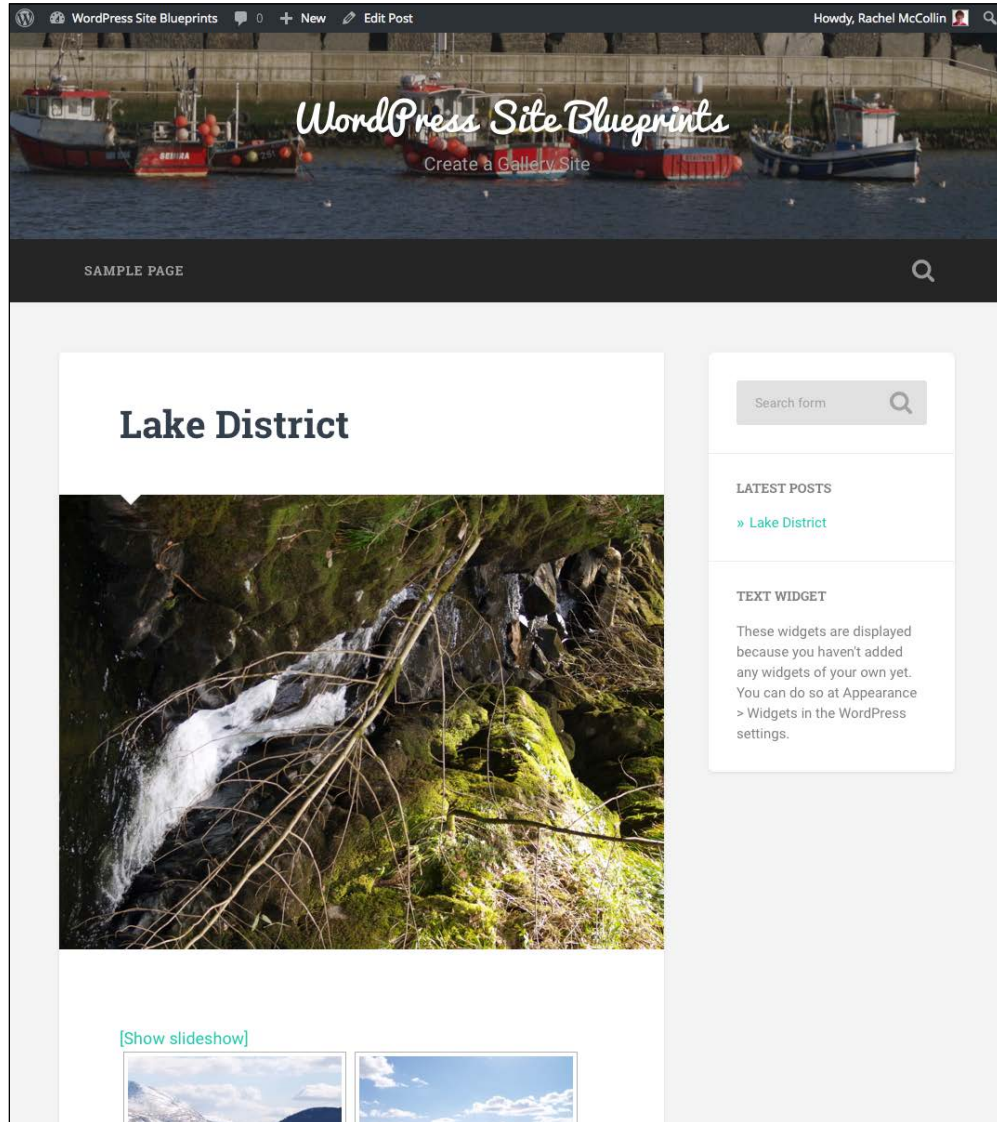 WordPress Site Blueprints 0 New Edit Post Howdy, Rachel McCollin
WordPress Site Blueprints
Create a Gallery Site
SAMPLE PAGE
Lake District
Search form
LATEST POSTS
» Lake District
TEXT WIDGET
These widgets are displayed
because you haven't added
any widgets of your own yet.
You can do so at Appearance
> Widgets in the WordPress
settings.
[Show slideshow]